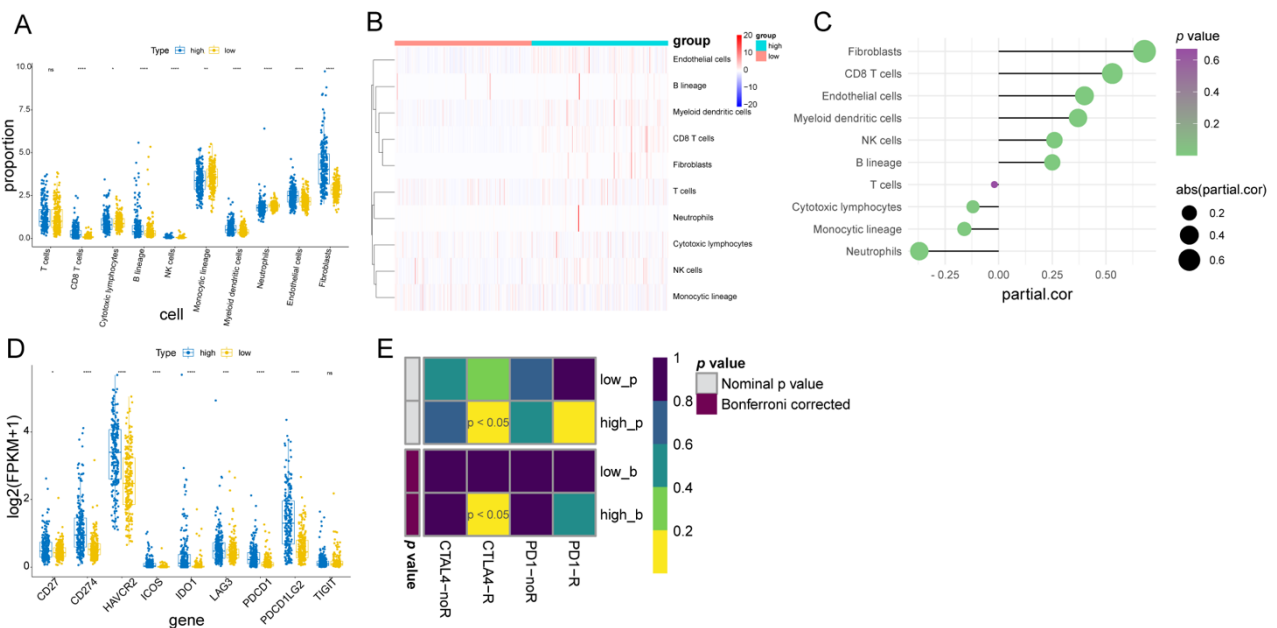 A
Type high low
10.0
7.5
5.0
2.5
0.0
proportion
ns **** * **** **** ** **** **** **** ****
T cells
CD8 T cells
Cytotoxic lymphocytes
B lineage
NK cells
Monocytic lineage
Myeloid dendritic cells
Neutrophils
Endothelial cells
Fibroblasts
cell
B
group
Endothelial cells
B lineage
Myeloid dendritic cells
CD8 T cells
Fibroblasts
T cells
Neutrophils
Cytotoxic lymphocytes
NK cells
Monocytic lineage
20
10
0
−10
−20
group
high
low
C
Fibroblasts
CD8 T cells
Endothelial cells
Myeloid dendritic cells
NK cells
B lineage
T cells
Cytotoxic lymphocytes
Monocytic lineage
Neutrophils
−0.25 0.00 0.25 0.50
partial.cor
p value
0.6
0.4
0.2
abs(partial.cor)
0.2
0.4
0.6
D
Type high low
* **** **** **** **** *** **** **** ns
4
2
0
log2(FPKM+1)
CD27
CD274
HAVCR2
ICOS
IDO1
LAG3
PDCD1
PDCD1LG2
TIGIT
gene
E
low_p
high_p
low_b
high_b
p < 0.05
p < 0.05
p value
CTAL4−noR
CTLA4−R
PD1−noR
PD1−R
1
0.8
0.6
0.4
0.2
p value
Nominal p value
Bonferroni corrected